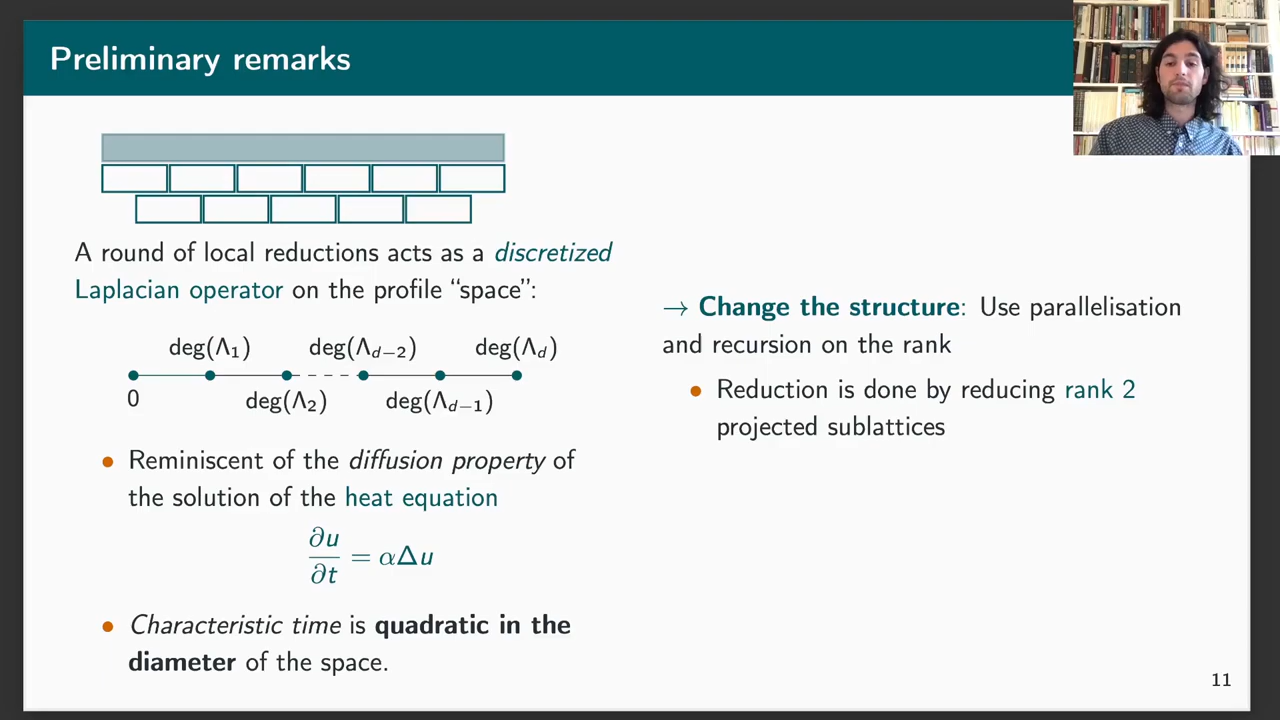 Preliminary remarks
A round of local reductions acts as a discretized
Laplacian operator on the profile “space”:
deg(Λ₁) deg(Λ_{d−2}) deg(Λ_d)
0 deg(Λ₂) deg(Λ_{d−1})
• Reminiscent of the diffusion property of
the solution of the heat equation
∂u/∂t = αΔu
• Characteristic time is quadratic in the
diameter of the space.
→ Change the structure: Use parallelisation
and recursion on the rank
• Reduction is done by reducing rank 2
projected sublattices
11